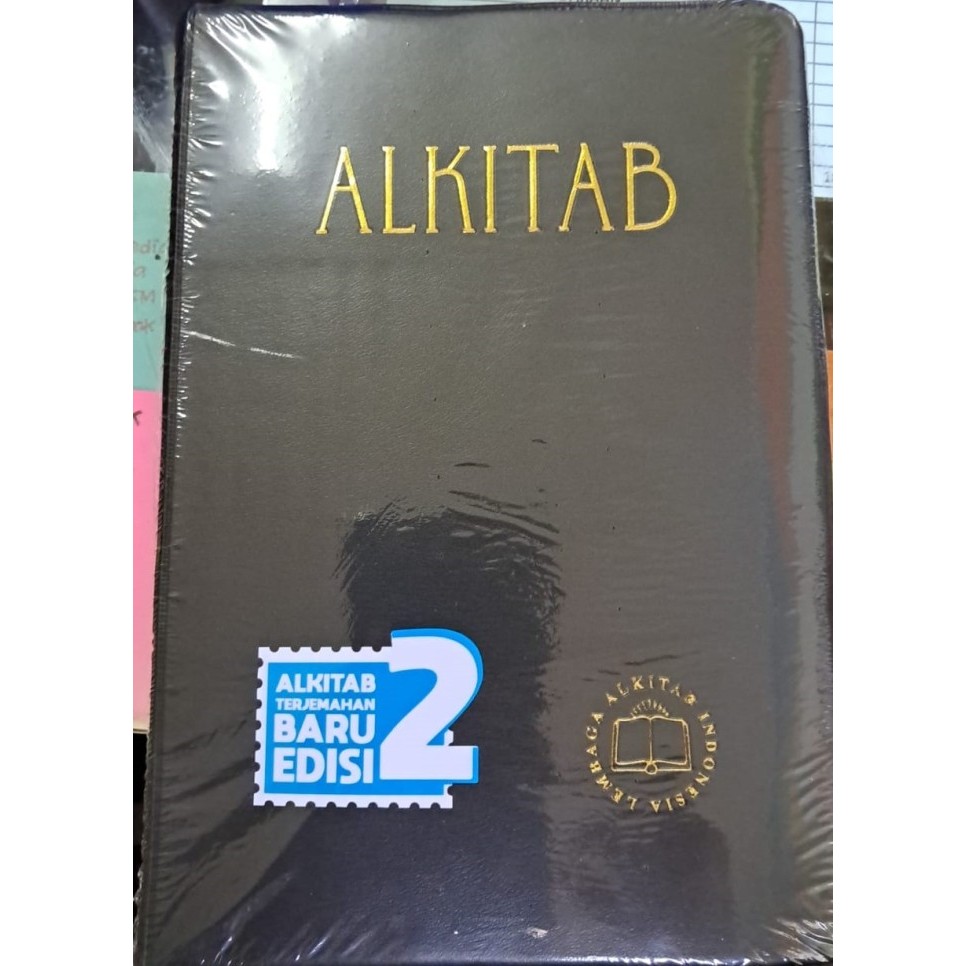 ALKITAB
ALKITAB
TERJEMAHAN
BARU
EDISI
2
LEMBAGA ALKITAB INDONESIA